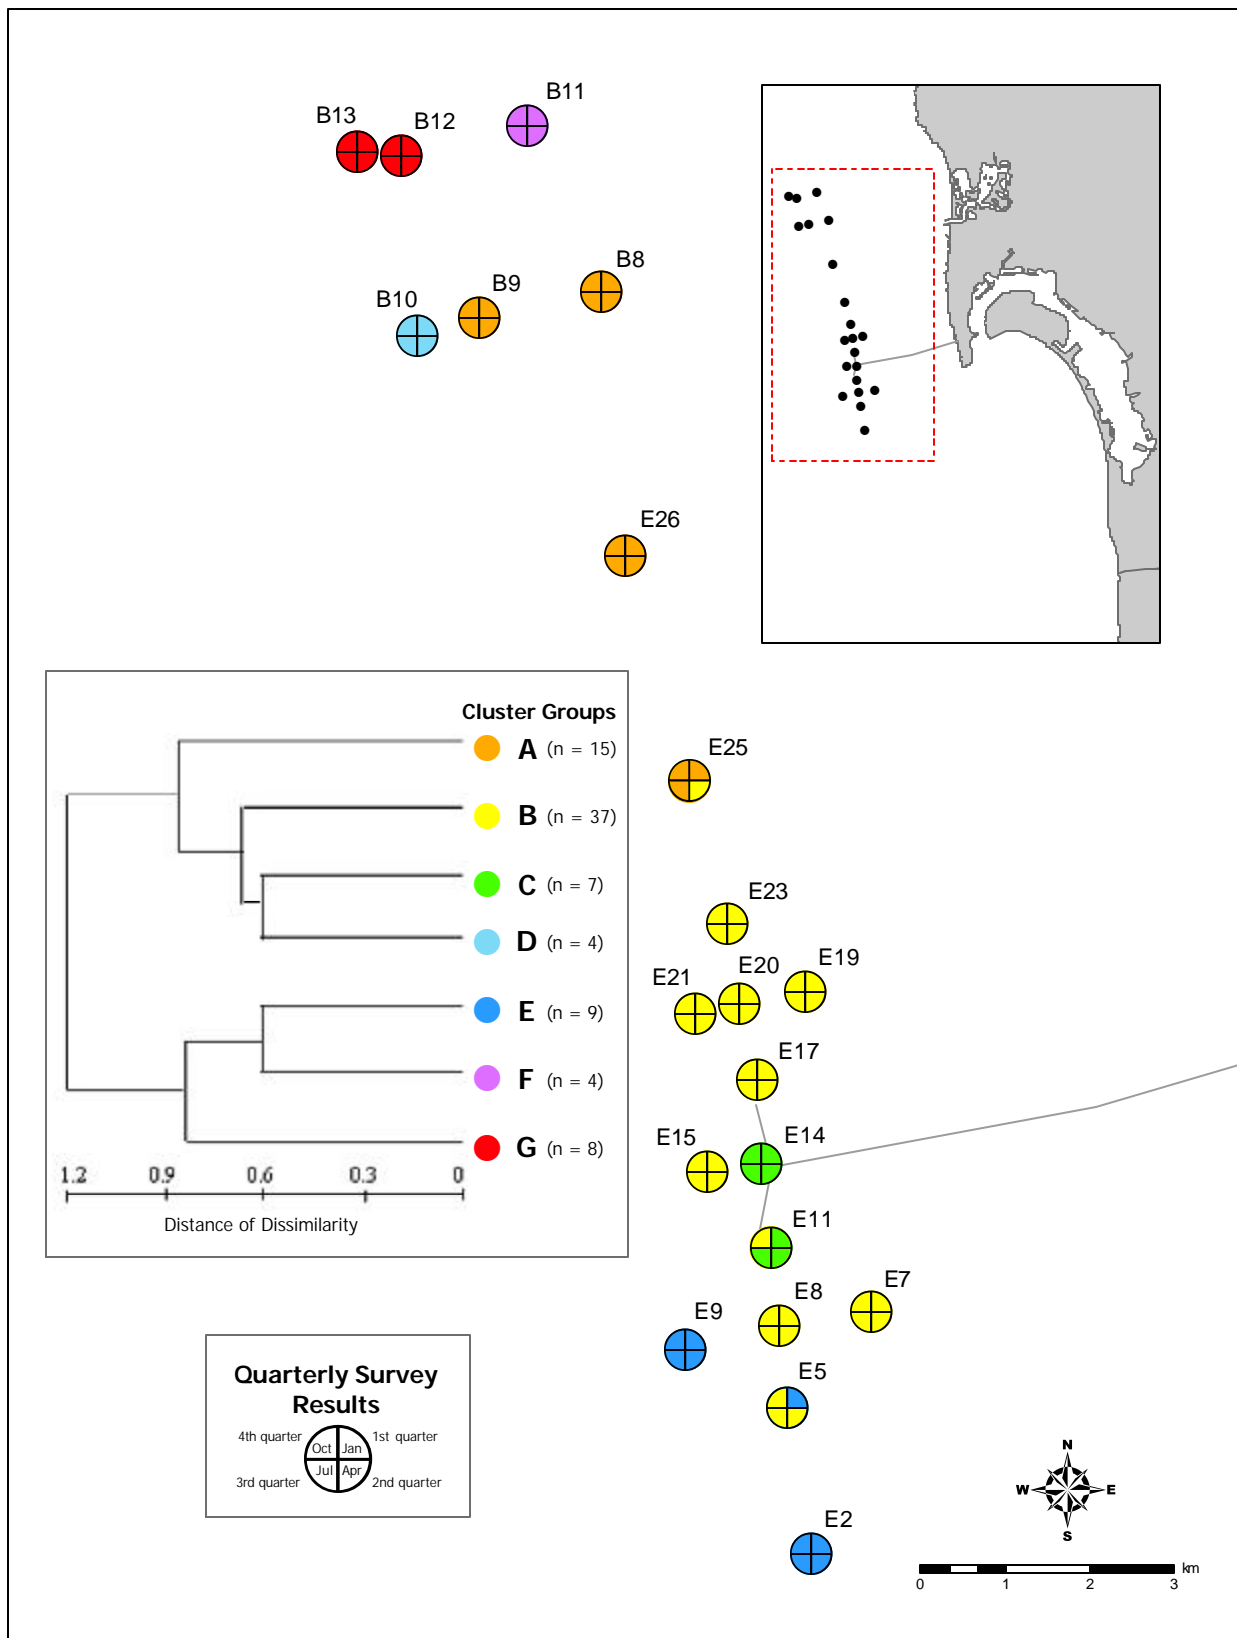 B11
B13
B12
B8
B9
B10
E26
Cluster Groups
A (n = 15)
B (n = 37)
C (n = 7)
D (n = 4)
E (n = 9)
F (n = 4)
G (n = 8)
1.2 0.9 0.6 0.3 0
Distance of Dissimilarity
E25
E23
E19
E20
E21
E17
E14
E15
E11
E7
E8
E9
E5
E2
Quarterly Survey
Results
4th quarter Oct Jan 1st quarter
3rd quarter Jul Apr 2nd quarter
N
W E
S
km
0 1 2 3